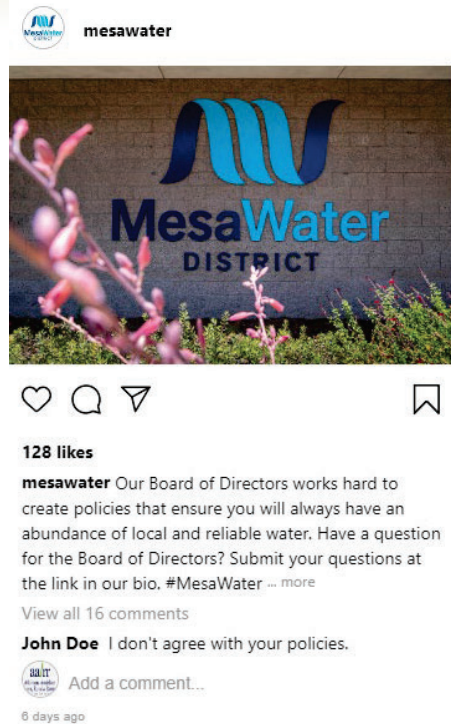 MesaWater
DISTRICT
mesawater
MesaWater
DISTRICT
128 likes
mesawater Our Board of Directors works hard to
create policies that ensure you will always have an
abundance of local and reliable water. Have a question
for the Board of Directors? Submit your questions at
the link in our bio. #MesaWater ... more
View all 16 comments
John Doe I don't agree with your policies.
Add a comment...
6 days ago